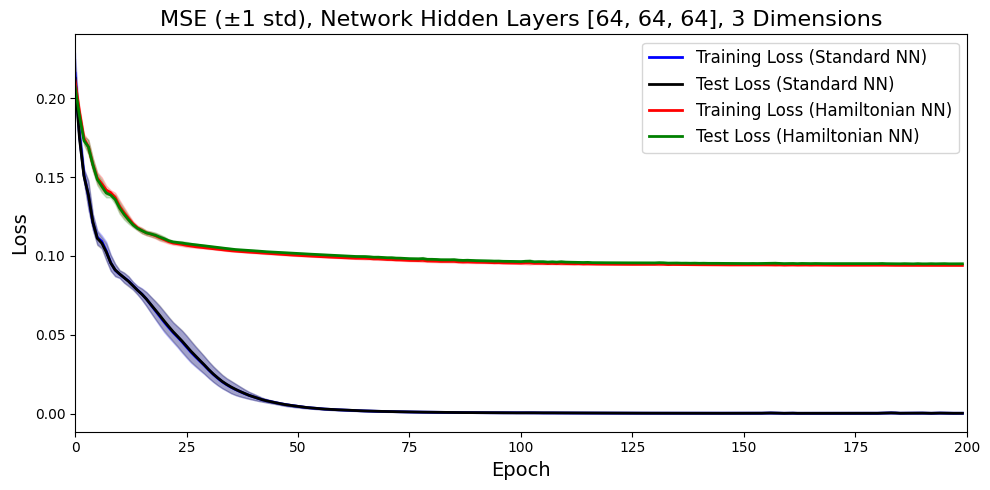 MSE (±1 std), Network Hidden Layers [64, 64, 64], 3 Dimensions
Training Loss (Standard NN)
Test Loss (Standard NN)
Training Loss (Hamiltonian NN)
Test Loss (Hamiltonian NN)
Loss
0.20
0.15
0.10
0.05
0.00
0 25 50 75 100 125 150 175 200
Epoch